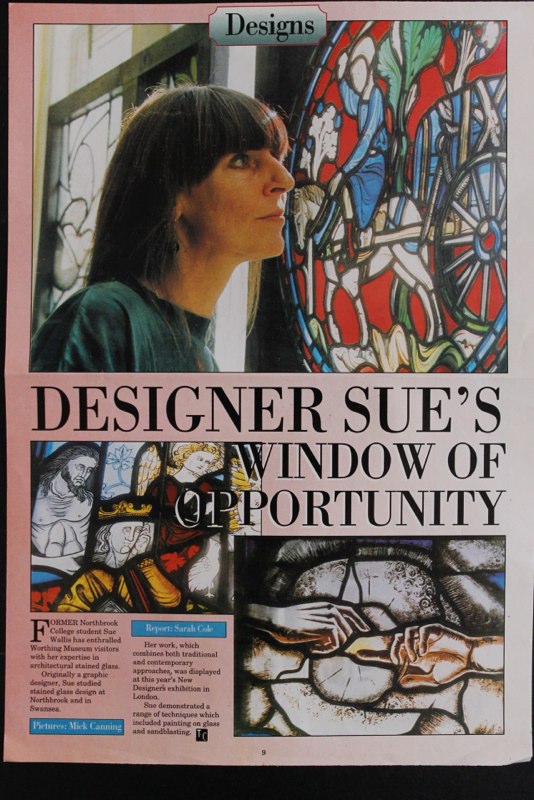 Designs
DESIGNER SUE'S
WINDOW OF
OPPORTUNITY
FORMER Northbrook
College student Sue
Wallis has enthralled
Worthing Museum visitors
with her expertise in
architectural stained glass.
Originally a graphic
designer, Sue studied
stained glass design at
Northbrook and in
Swansea.
Pictures: Mick Canning
Report: Sarah Cole
Her work, which
combines both traditional
and contemporary
approaches, was displayed
at this year's New
Designers exhibition in
London.
Sue demonstrated a
range of techniques which
included painting on glass
and sandblasting.
9